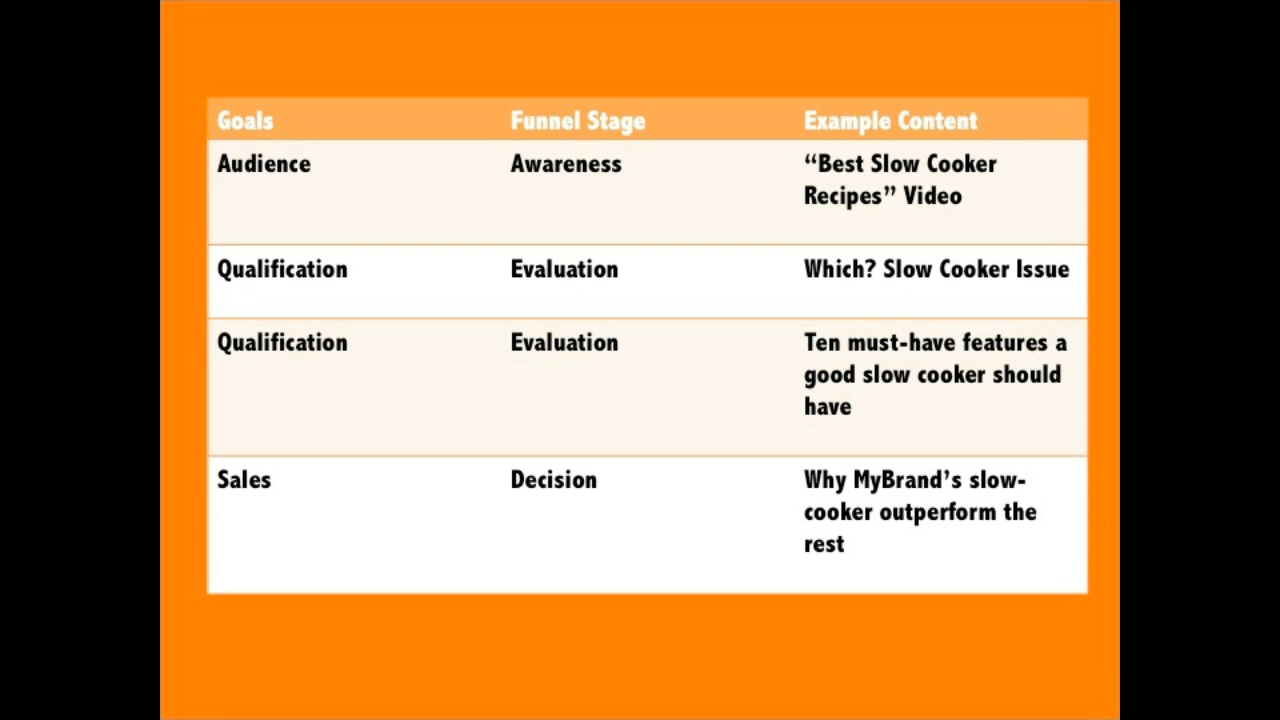 Goals Funnel Stage Example Content
Audience Awareness “Best Slow Cooker
Recipes” Video
Qualification Evaluation Which? Slow Cooker Issue
Qualification Evaluation Ten must-have features a
good slow cooker should
have
Sales Decision Why MyBrand’s slow-
cooker outperform the
rest